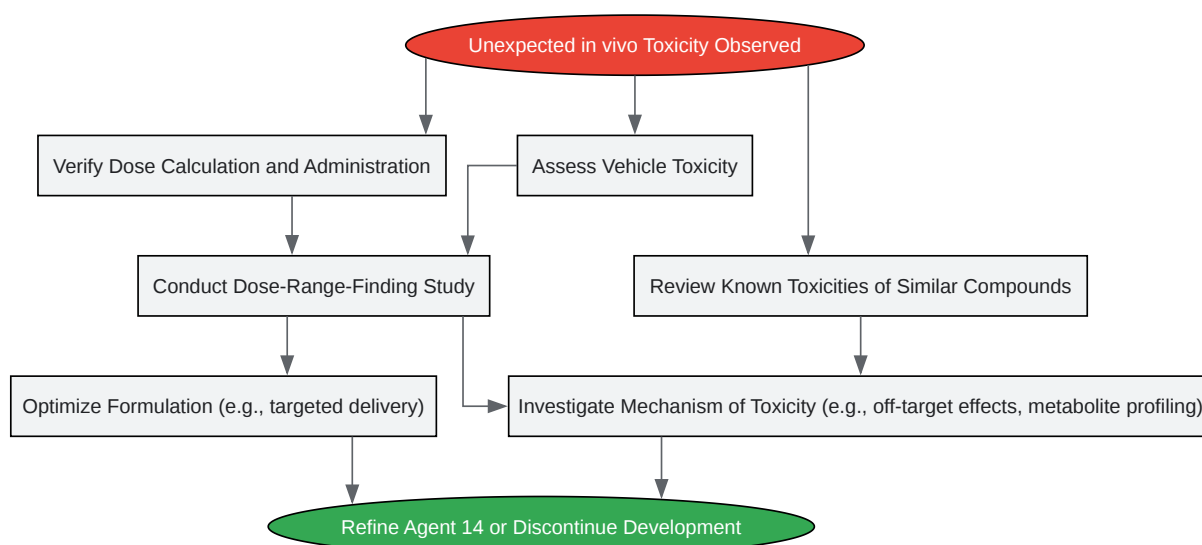 Unexpected in vivo Toxicity Observed
Verify Dose Calculation and Administration
Assess Vehicle Toxicity
Conduct Dose-Range-Finding Study
Review Known Toxicities of Similar Compounds
Optimize Formulation (e.g., targeted delivery)
Investigate Mechanism of Toxicity (e.g., off-target effects, metabolite profiling)
Refine Agent 14 or Discontinue Development